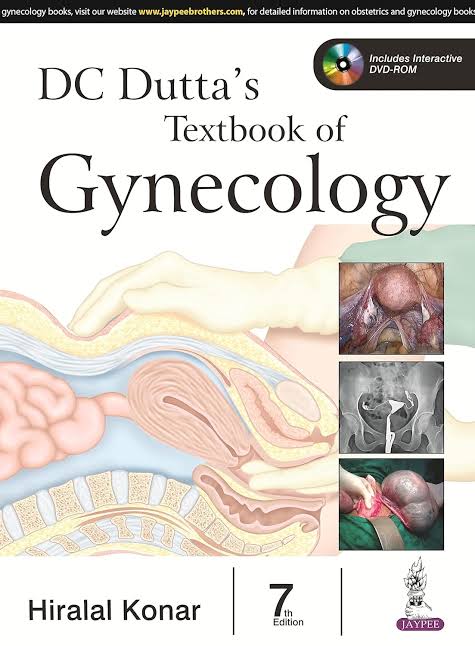 gynecology books, visit our website www.jaypeebrothers.com, for detailed information on obstetrics and gynecology books
Includes Interactive
DVD-ROM
DC Dutta's
Textbook of
Gynecology
Hiralal Konar
7th
Edition
JAYPEE